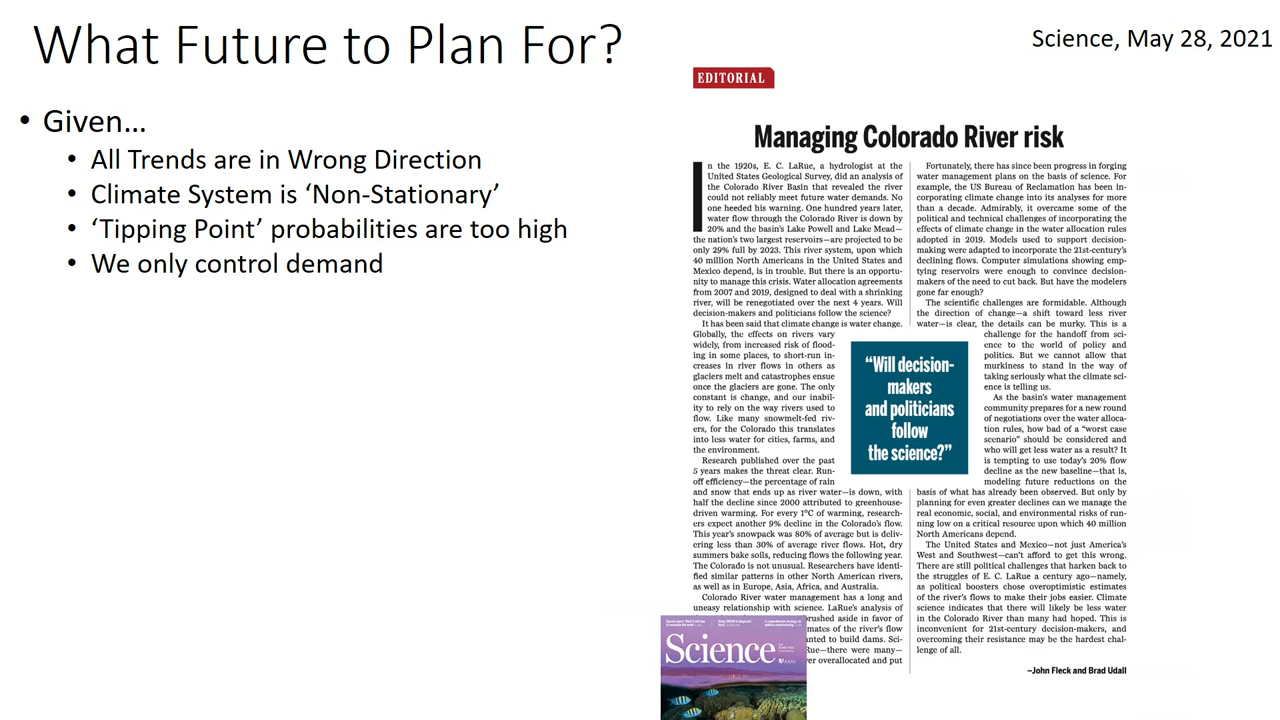 What Future to Plan For?
Science, May 28, 2021
• Given...
• All Trends are in Wrong Direction
• Climate System is ‘Non-Stationary’
• ‘Tipping Point’ probabilities are too high
• We only control demand
EDITORIAL
Managing Colorado River risk
In the 1920s, E. C. LaRue, a hydrologist at the
United States Geological Survey, did an analysis of
the Colorado River Basin that revealed the river
could not reliably meet future water demands. No
one heeded his warning. One hundred years later,
water flow through the Colorado River is down by
20% and the basin’s Lake Powell and Lake Mead—
the nation’s two largest reservoirs—are projected to be
only 29% full by 2023. This river system, upon which
40 million North Americans in the United States and
Mexico depend, is in trouble. But there is an opportu-
nity to manage this crisis. Water allocation agreements
from 2007 and 2019, designed to deal with a shrinking
river, will be renegotiated over the next 4 years. Will
decision-makers and politicians follow the science?
It has been said that climate change is water change.
Globally, the effects on rivers vary
widely, from increased risk of flood-
ing in some places, to short-run in-
creases in river flows in others as
glaciers melt and catastrophes ensue
once the glaciers are gone. The only
constant is change, and our inabil-
ity to rely on the way rivers used to
flow. Like many snowmelt-fed riv-
ers, for the Colorado this translates
into less water for cities, farms, and
the environment.
Research published over the past
5 years makes the threat clear. Run-
off efficiency—the percentage of rain
and snow that ends up as river water—is down, with
half the decline since 2000 attributed to greenhouse-
driven warming. For every 1°C of warming, research-
ers expect another 9% decline in the Colorado’s flow.
This year’s snowpack was 80% of average but is deliv-
ering less than 30% of average river flows. Hot, dry
summers bake soils, reducing flows the following year.
The Colorado is not unusual. Researchers have identi-
fied similar patterns in other North American rivers,
as well as in Europe, Asia, Africa, and Australia.
Colorado River water management has a long and
uneasy relationship with science. LaRue’s analysis of
rushed aside in favor of
mates of the river’s flow
anted to build dams. Sci-
Rue—there were many—
er overallocated and put
“Will decision-
makers
and politicians
follow
the science?”
Fortunately, there has since been progress in forging
water management plans on the basis of science. For
example, the US Bureau of Reclamation has been in-
corporating climate change into its analyses for more
than a decade. Admirably, it overcame some of the
political and technical challenges of incorporating the
effects of climate change in the water allocation rules
adopted in 2019. Models used to support decision-
making were adapted to incorporate the 21st-century’s
declining flows. Computer simulations showing emp-
tying reservoirs were enough to convince decision-
makers of the need to cut back. But have the modelers
gone far enough?
The scientific challenges are formidable. Although
the direction of change—a shift toward less river
water—is clear, the details can be murky. This is a
challenge for the handoff from sci-
ence to the world of policy and
politics. But we cannot allow that
murkiness to stand in the way of
taking seriously what the climate sci-
ence is telling us.
As the basin’s water management
community prepares for a new round
of negotiations over the water alloca-
tion rules, how bad of a “worst case
scenario” should be considered and
who will get less water as a result? It
is tempting to use today’s 20% flow
decline as the new baseline—that is,
modeling future reductions on the
basis of what has already been observed. But only by
planning for even greater declines can we manage the
real economic, social, and environmental risks of run-
ning low on a critical resource upon which 40 million
North Americans depend.
The United States and Mexico—not just America’s
West and Southwest—can’t afford to get this wrong.
There are still political challenges that harken back to
the struggles of E. C. LaRue a century ago—namely,
as political boosters chose overoptimistic estimates
of the river’s flows to make their jobs easier. Climate
science indicates that there will likely be less water
in the Colorado River than many had hoped. This is
inconvenient for 21st-century decision-makers, and
overcoming their resistance may be the hardest chal-
lenge of all.
–John Fleck and Brad Udall
Science
AAAS